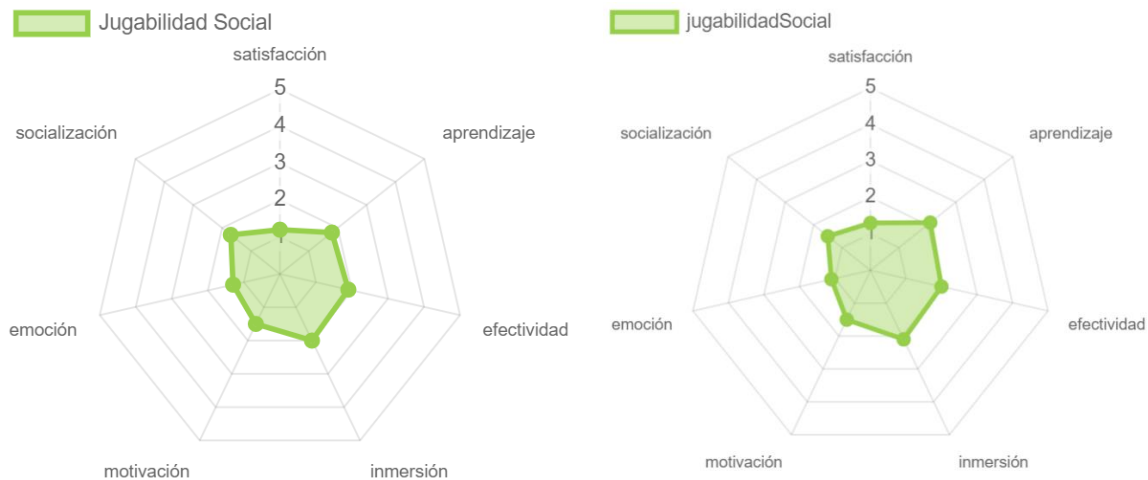 Jugabilidad Social
satisfacción
5
4
3
2
1
socialización
aprendizaje
emoción
efectividad
motivación
inmersión
jugabilidadSocial
satisfacción
5
4
3
2
1
socialización
aprendizaje
emoción
efectividad
motivación
inmersión